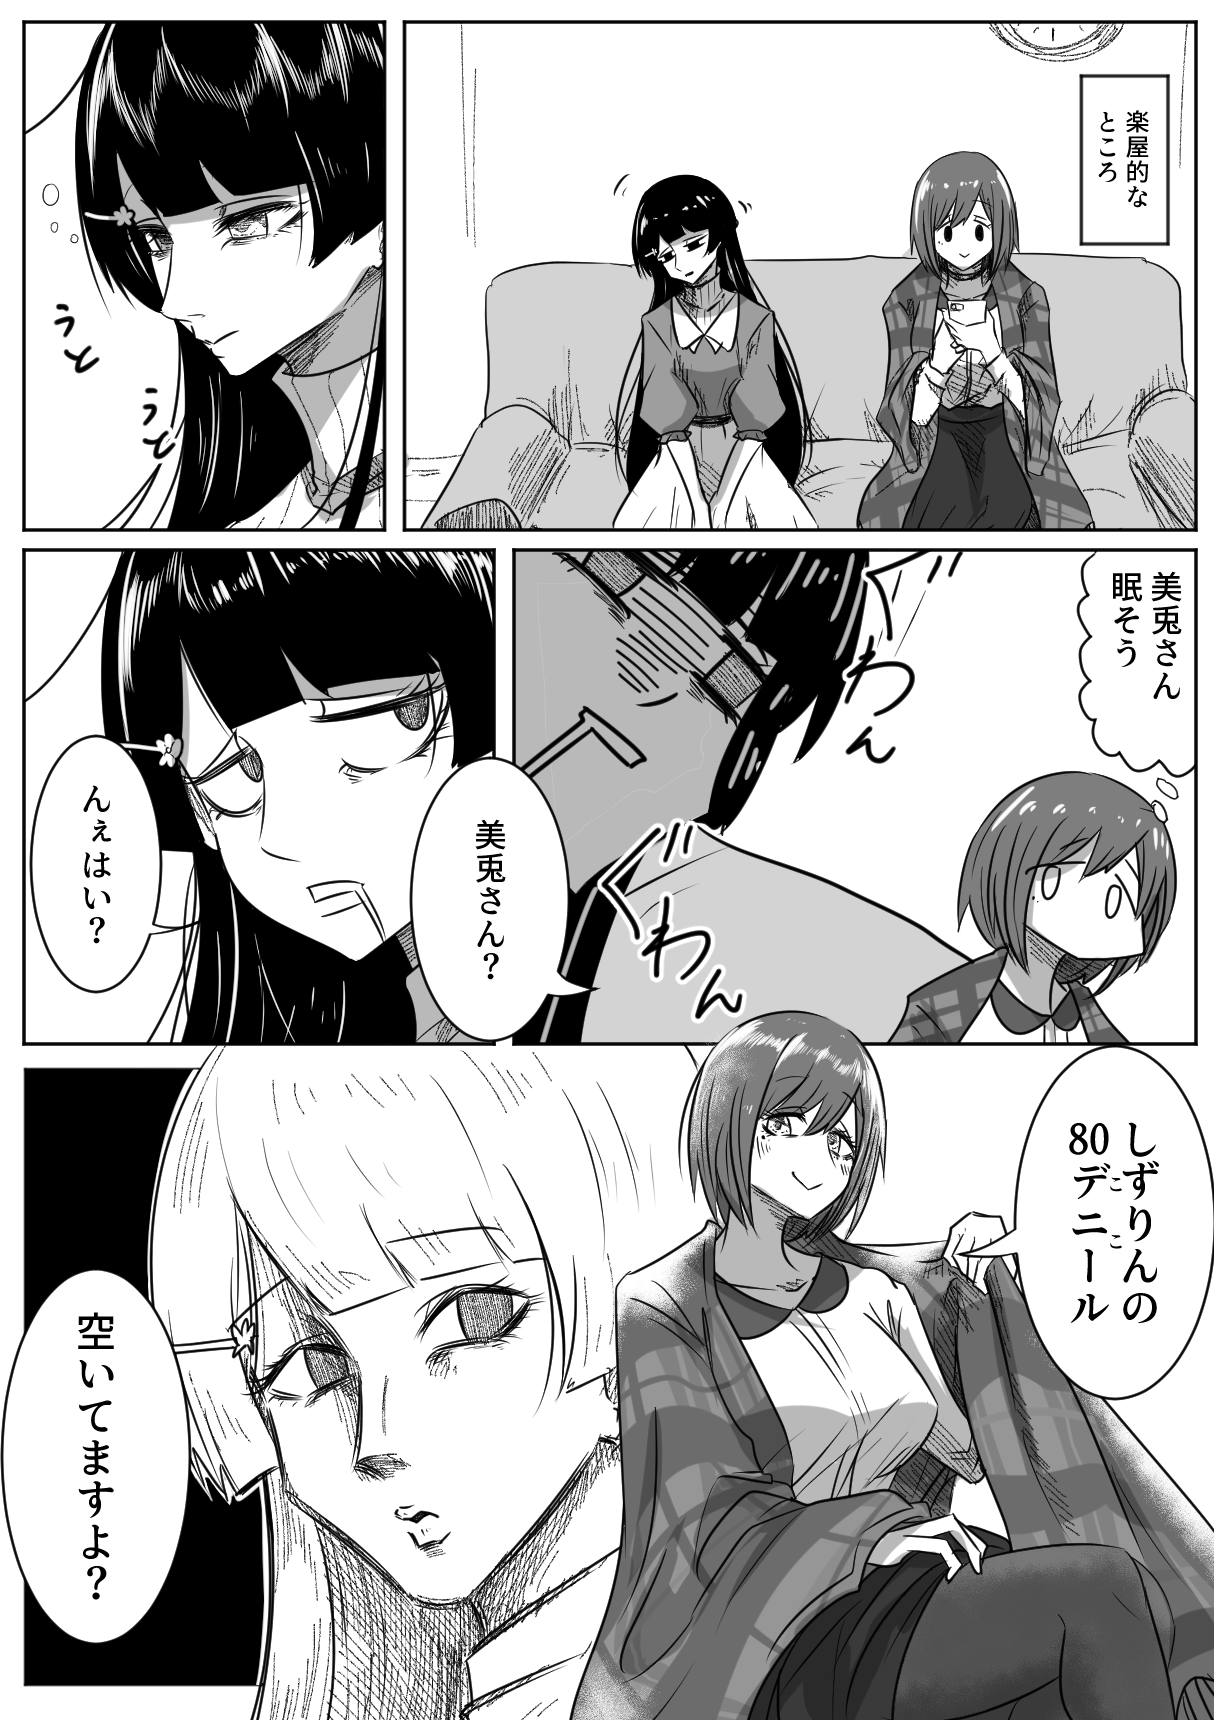 楽屋的な
ところ
うと
うと
美兎さん
眠そう
ぐわん
ぐわん
美兎さん？
んぇはい？
しずりんの
80デニール
ここ
空いてますよ？